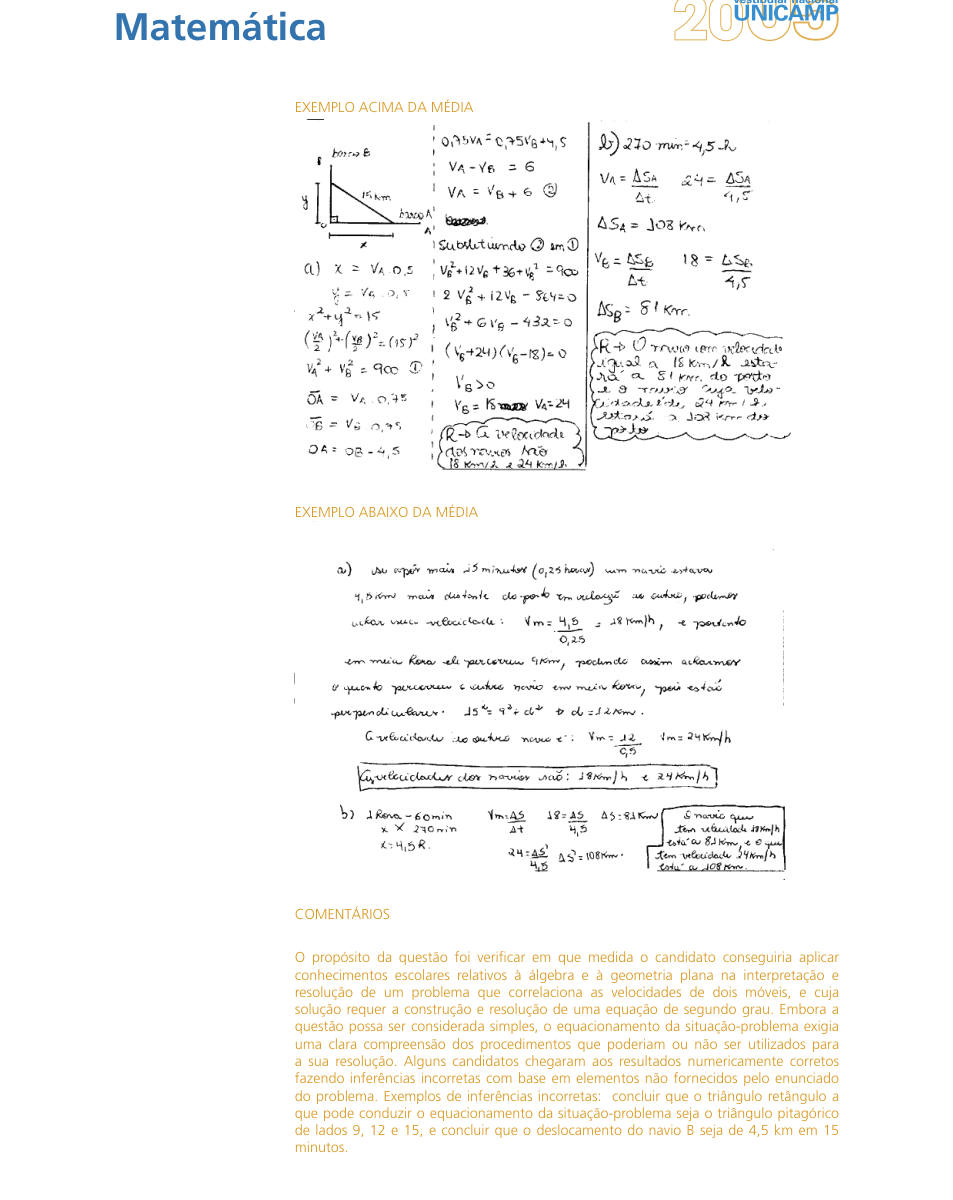 Matemática
vestibular nacional
2005
UNICAMP
EXEMPLO ACIMA DA MÉDIA
B barco B
15 km
y
barco A
0
A
x
a) x = VA . 0,5
y = VB . 0,5
x² + y² = 15
(VA/2)² + (VB/2)² = (15)²
VA² + VB² = 900 ①
OA = VA . 0,75
OB = VB 0,75
OA = OB - 4,5
0,75VA = 0,75VB + 4,5
VA - VB = 6
VA = VB + 6 ②
Substituindo ② em ①
VB² + 12VB + 36 + VB² = 900
2 VB² + 12VB - 864 = 0
VB² + 6VB - 432 = 0
(VB + 24)(VB - 18) = 0
VB > 0
VB = 18 VA = 24
R → A velocidade
dos navios são
18 km/h e 24 km/h.
b) 270 min = 4,5 h
VA = ΔSA/Δt 24 = ΔSA/4,5
ΔSA = 108 Km.
VB = ΔSB/Δt 18 = ΔSB/4,5
ΔSB = 81 Km.
R → O navio com velocidade
igual a 18 km/h esta-
rá a 81 km do porto
e o navio cuja velo-
cidade é de, 24 km/h.
estará a 108 km do
porto
EXEMPLO ABAIXO DA MÉDIA
a) se após mais 15 minutos (0,25 horas) um navio estava
4,5 km mais distante do porto em relação ao outro, podemos
achar uma velocidade: Vm = 4,5/0,25 = 18 km/h, e portanto
em meia hora ele percorreu 9 km, podendo assim acharmos
o quanto percorreu o outro navio em meia hora, pois estão
perpendiculares. 15² = 9² + d² → d = 12 km.
A velocidade do outro navio é: Vm = 12/0,5 Vm = 24 km/h
As velocidades dos navios são: 18 km/h e 24 km/h
b) 1 hora - 60 min Vm = ΔS/Δt 18 = ΔS/4,5 ΔS = 81 Km
x X 270 min
x = 4,5 h. 24 = ΔS'/4,5 ΔS' = 108 km.
O navio que
tem velocidade 18 km/h
está a 81 km, e o que
tem velocidade 24 km/h
está a 108 km.
COMENTÁRIOS
O propósito da questão foi verificar em que medida o candidato conseguiria aplicar
conhecimentos escolares relativos à álgebra e à geometria plana na interpretação e
resolução de um problema que correlaciona as velocidades de dois móveis, e cuja
solução requer a construção e resolução de uma equação de segundo grau. Embora a
questão possa ser considerada simples, o equacionamento da situação-problema exigia
uma clara compreensão dos procedimentos que poderiam ou não ser utilizados para
a sua resolução. Alguns candidatos chegaram aos resultados numericamente corretos
fazendo inferências incorretas com base em elementos não fornecidos pelo enunciado
do problema. Exemplos de inferências incorretas: concluir que o triângulo retângulo a
que pode conduzir o equacionamento da situação-problema seja o triângulo pitagórico
de lados 9, 12 e 15, e concluir que o deslocamento do navio B seja de 4,5 km em 15
minutos.